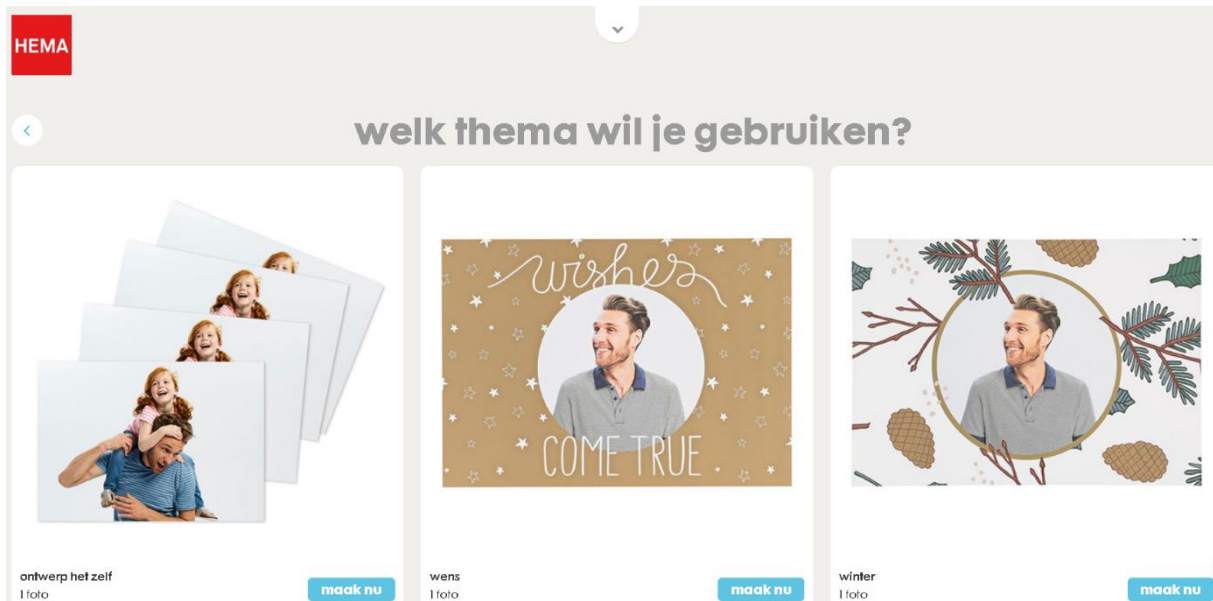 HEMA
welk thema wil je gebruiken?
wishes
COME TRUE
ontwerp het zelf
1 foto
maak nu
wens
1 foto
maak nu
winter
1 foto
maak nu